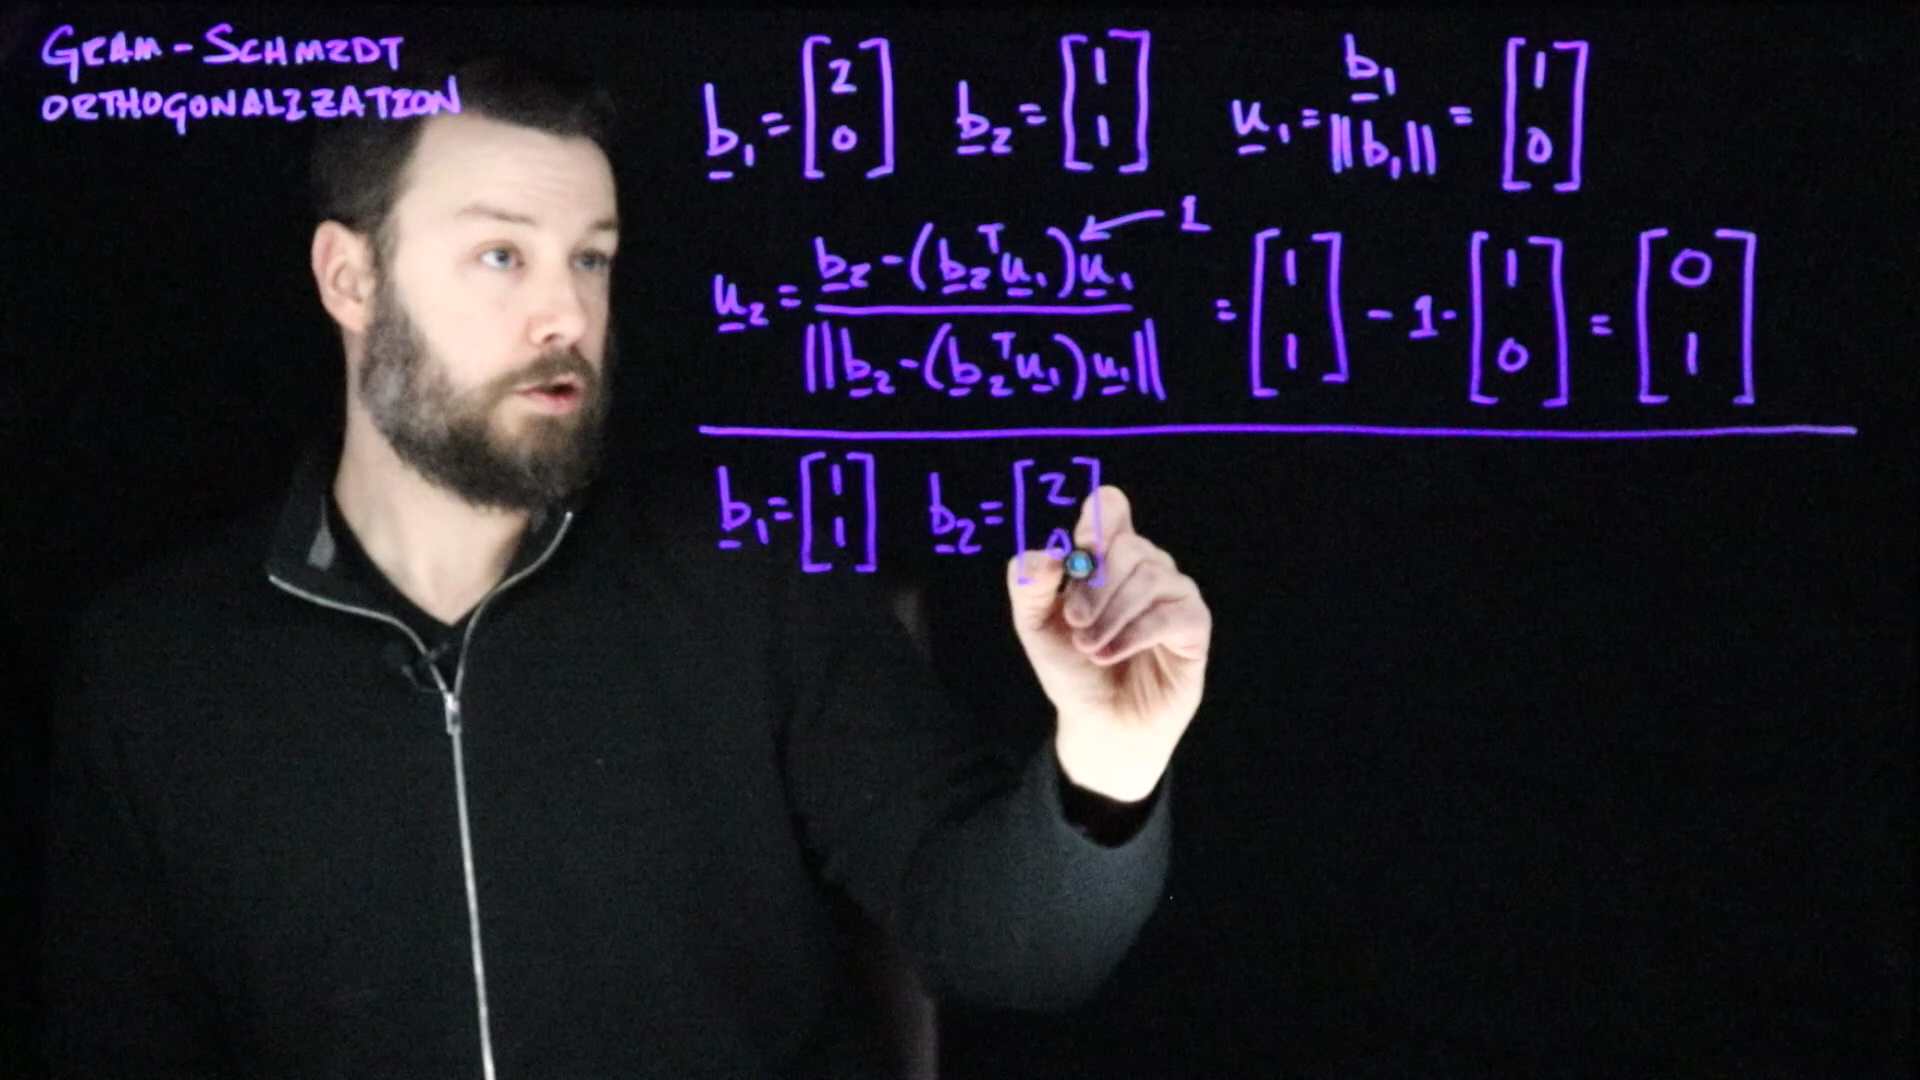 GRAM-SCHMIDT
ORTHOGONALIZATION
b₁ = [2 0] b₂ = [1 1] u₁ = b₁ / ||b₁|| = [1 0]
u₂ = b₂ - (b₂ᵀu₁)u₁ / ||b₂ - (b₂ᵀu₁)u₁|| = [1 1] - 1· [1 0] = [0 1]
1
b₁ = [1 1] b₂ = [2 0]